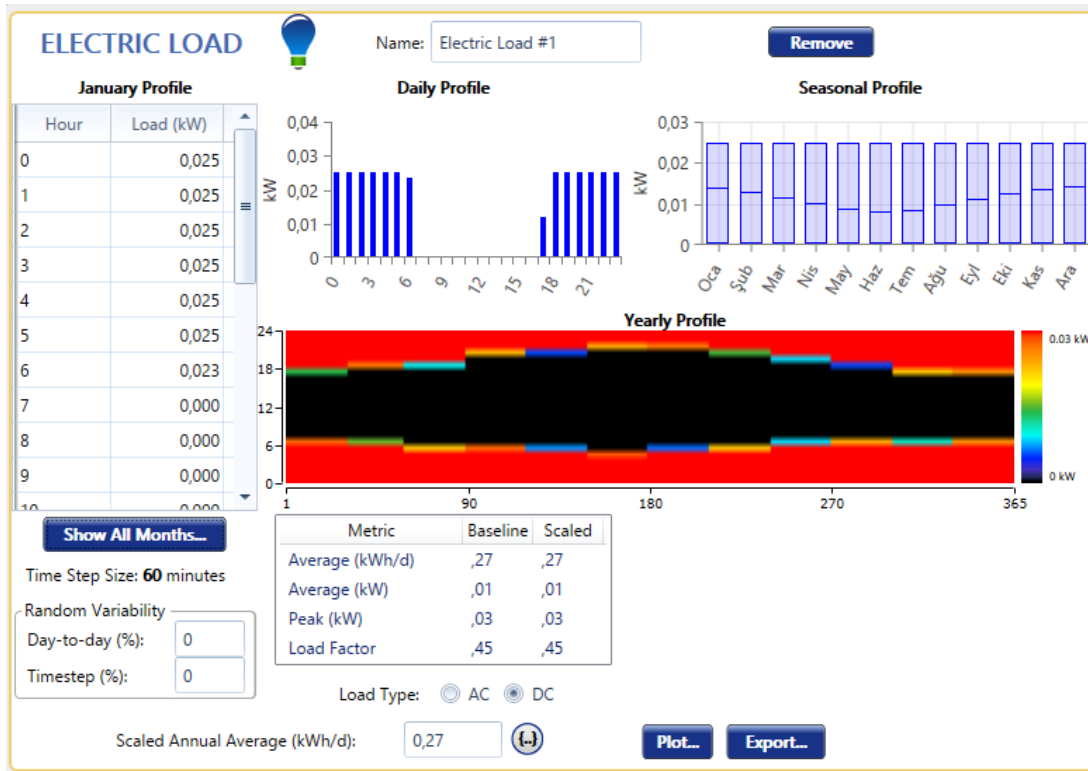 ELECTRIC LOAD
Name: Electric Load #1
Remove
January Profile
Hour Load (kW)
0 0,025
1 0,025
2 0,025
3 0,025
4 0,025
5 0,025
6 0,023
7 0,000
8 0,000
9 0,000
10 0,000
Show All Months...
Time Step Size: 60 minutes
Random Variability
Day-to-day (%): 0
Timestep (%): 0
Daily Profile
kW
0,04
0,03
0,02
0,01
0
0 3 6 9 12 15 18 21
Seasonal Profile
kW
0,03
0,02
0,01
0
Oca Şub Mar Nis May Haz Tem Ağu Eyl Eki Kas Ara
Yearly Profile
24
18
12
6
0
1 90 180 270 365
0.03 kW
0 kW
Metric Baseline Scaled
Average (kWh/d) ,27 ,27
Average (kW) ,01 ,01
Peak (kW) ,03 ,03
Load Factor ,45 ,45
Load Type: AC DC
Scaled Annual Average (kWh/d): 0,27 {..}
Plot... Export...